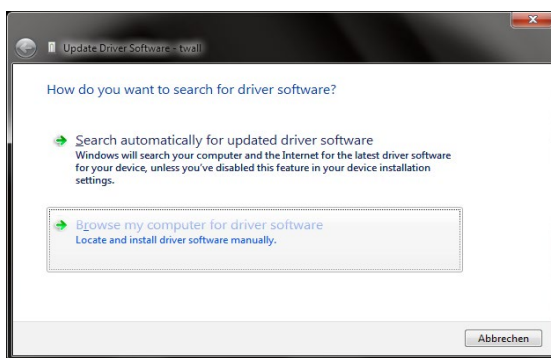 Update Driver Software - twall
How do you want to search for driver software?
Search automatically for updated driver software
Windows will search your computer and the Internet for the latest driver software
for your device, unless you've disabled this feature in your device installation
settings.
Browse my computer for driver software
Locate and install driver software manually.
Abbrechen